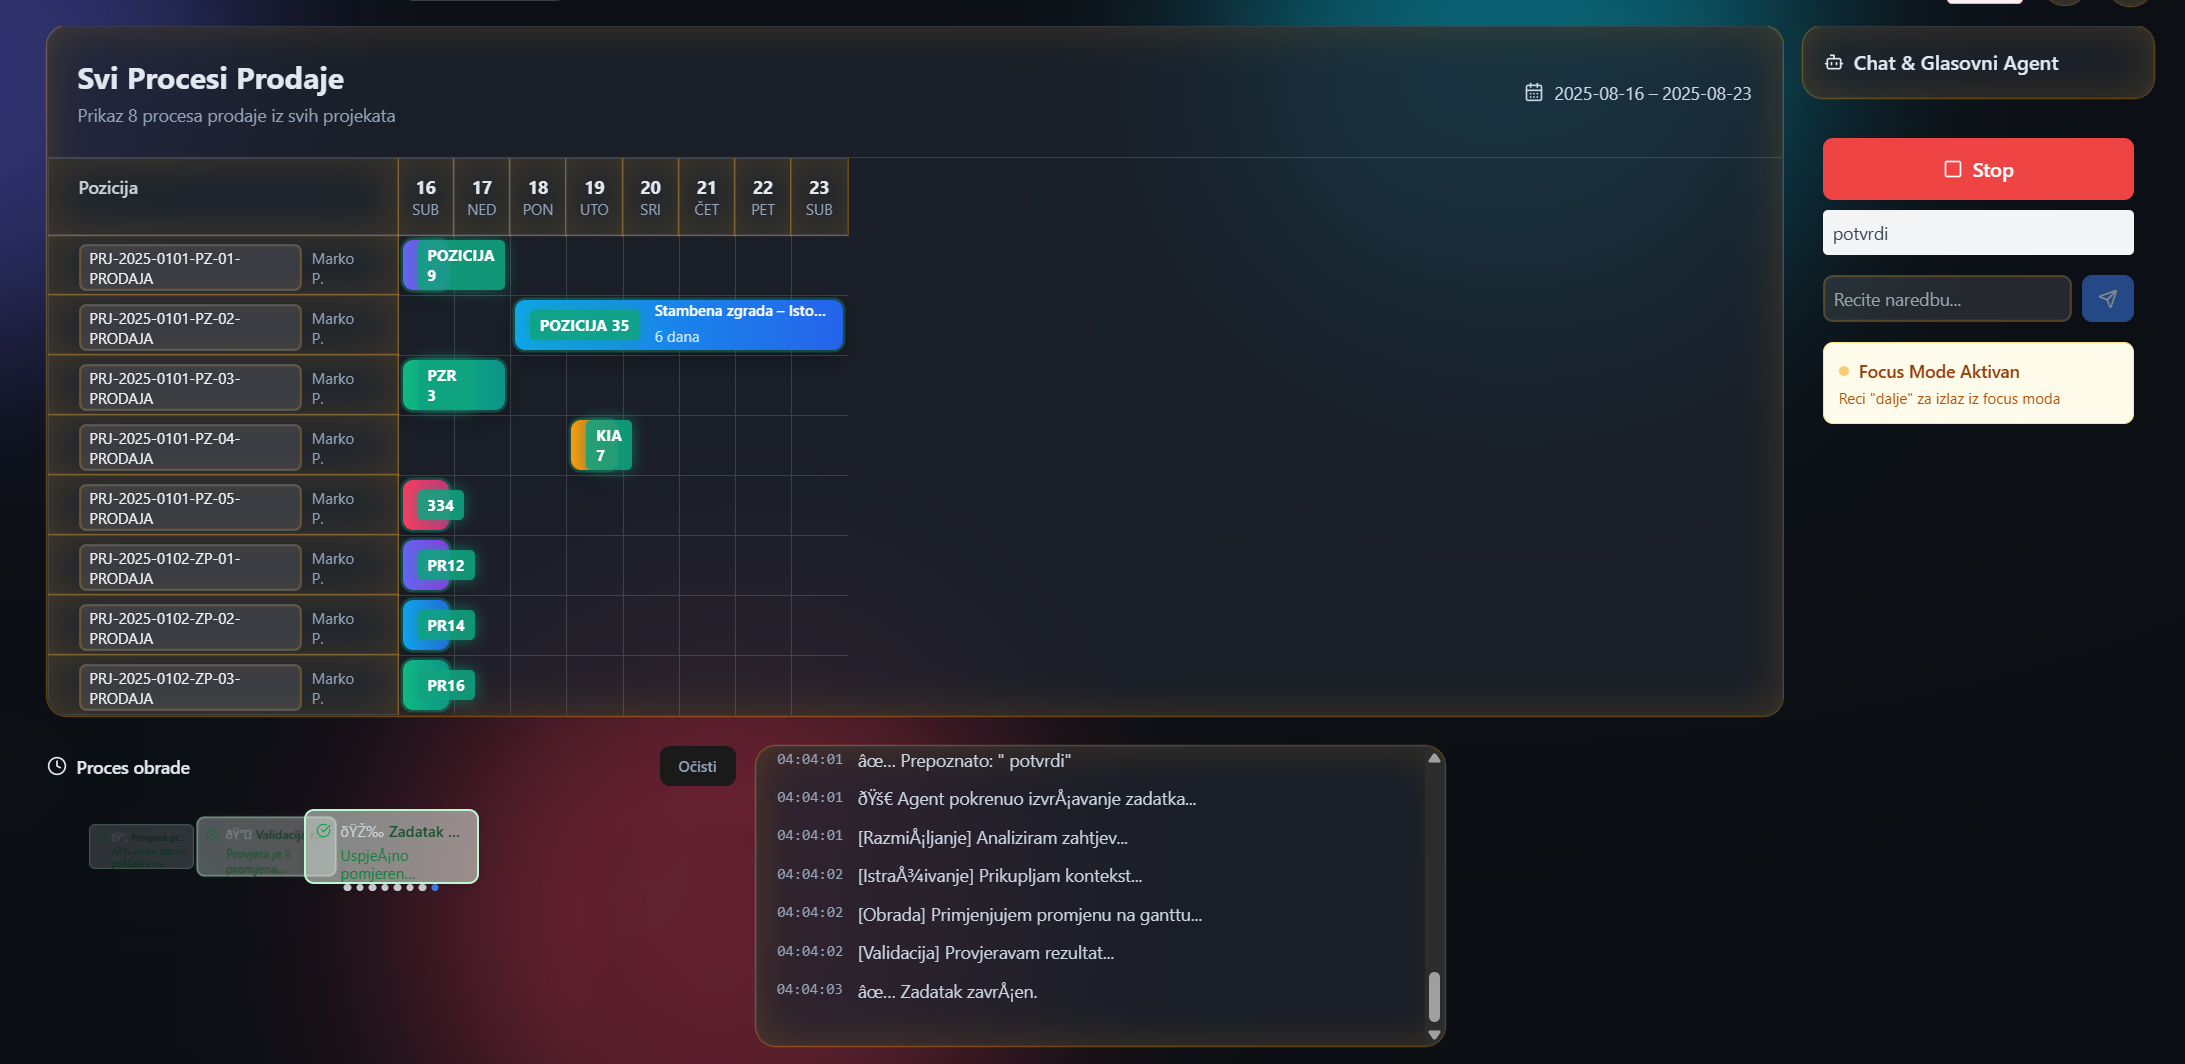 Svi Procesi Prodaje
Prikaz 8 procesa prodaje iz svih projekata
2025-08-16 – 2025-08-23
Chat & Glasovni Agent
Stop
potvrdi
Recite naredbu...
Focus Mode Aktivan
Reci "dalje" za izlaz iz focus moda
Pozicija
16 17 18 19 20 21 22 23
SUB NED PON UTO SRI ČET PET SUB
PRJ-2025-0101-PZ-01-
PRODAJA
Marko
P.
POZICIJA
9
PRJ-2025-0101-PZ-02-
PRODAJA
Marko
P.
POZICIJA 35
Stambena zgrada – Isto...
6 dana
PRJ-2025-0101-PZ-03-
PRODAJA
Marko
P.
PZR
3
PRJ-2025-0101-PZ-04-
PRODAJA
Marko
P.
KIA
7
PRJ-2025-0101-PZ-05-
PRODAJA
Marko
P.
334
PRJ-2025-0102-ZP-01-
PRODAJA
Marko
P.
PR12
PRJ-2025-0102-ZP-02-
PRODAJA
Marko
P.
PR14
PRJ-2025-0102-ZP-03-
PRODAJA
Marko
P.
PR16
Proces obrade
Očisti
Primjena pr...
datum
Validacija
Provjera je li
promjena...
ðŸŽ‰ Zadatak ...
UspjeÅ¡no
pomjeren...
04:04:01 âœ… Prepoznato: " potvrdi"
04:04:01 ðŸš€ Agent pokrenuo izvrÅ¡avanje zadatka...
04:04:01 [RazmiÅ¡ljanje] Analiziram zahtjev...
04:04:02 [IstraÅ¾ivanje] Prikupljam kontekst...
04:04:02 [Obrada] Primjenjujem promjenu na ganttu...
04:04:02 [Validacija] Provjeravam rezultat...
04:04:03 âœ… Zadatak zavrÅ¡en.